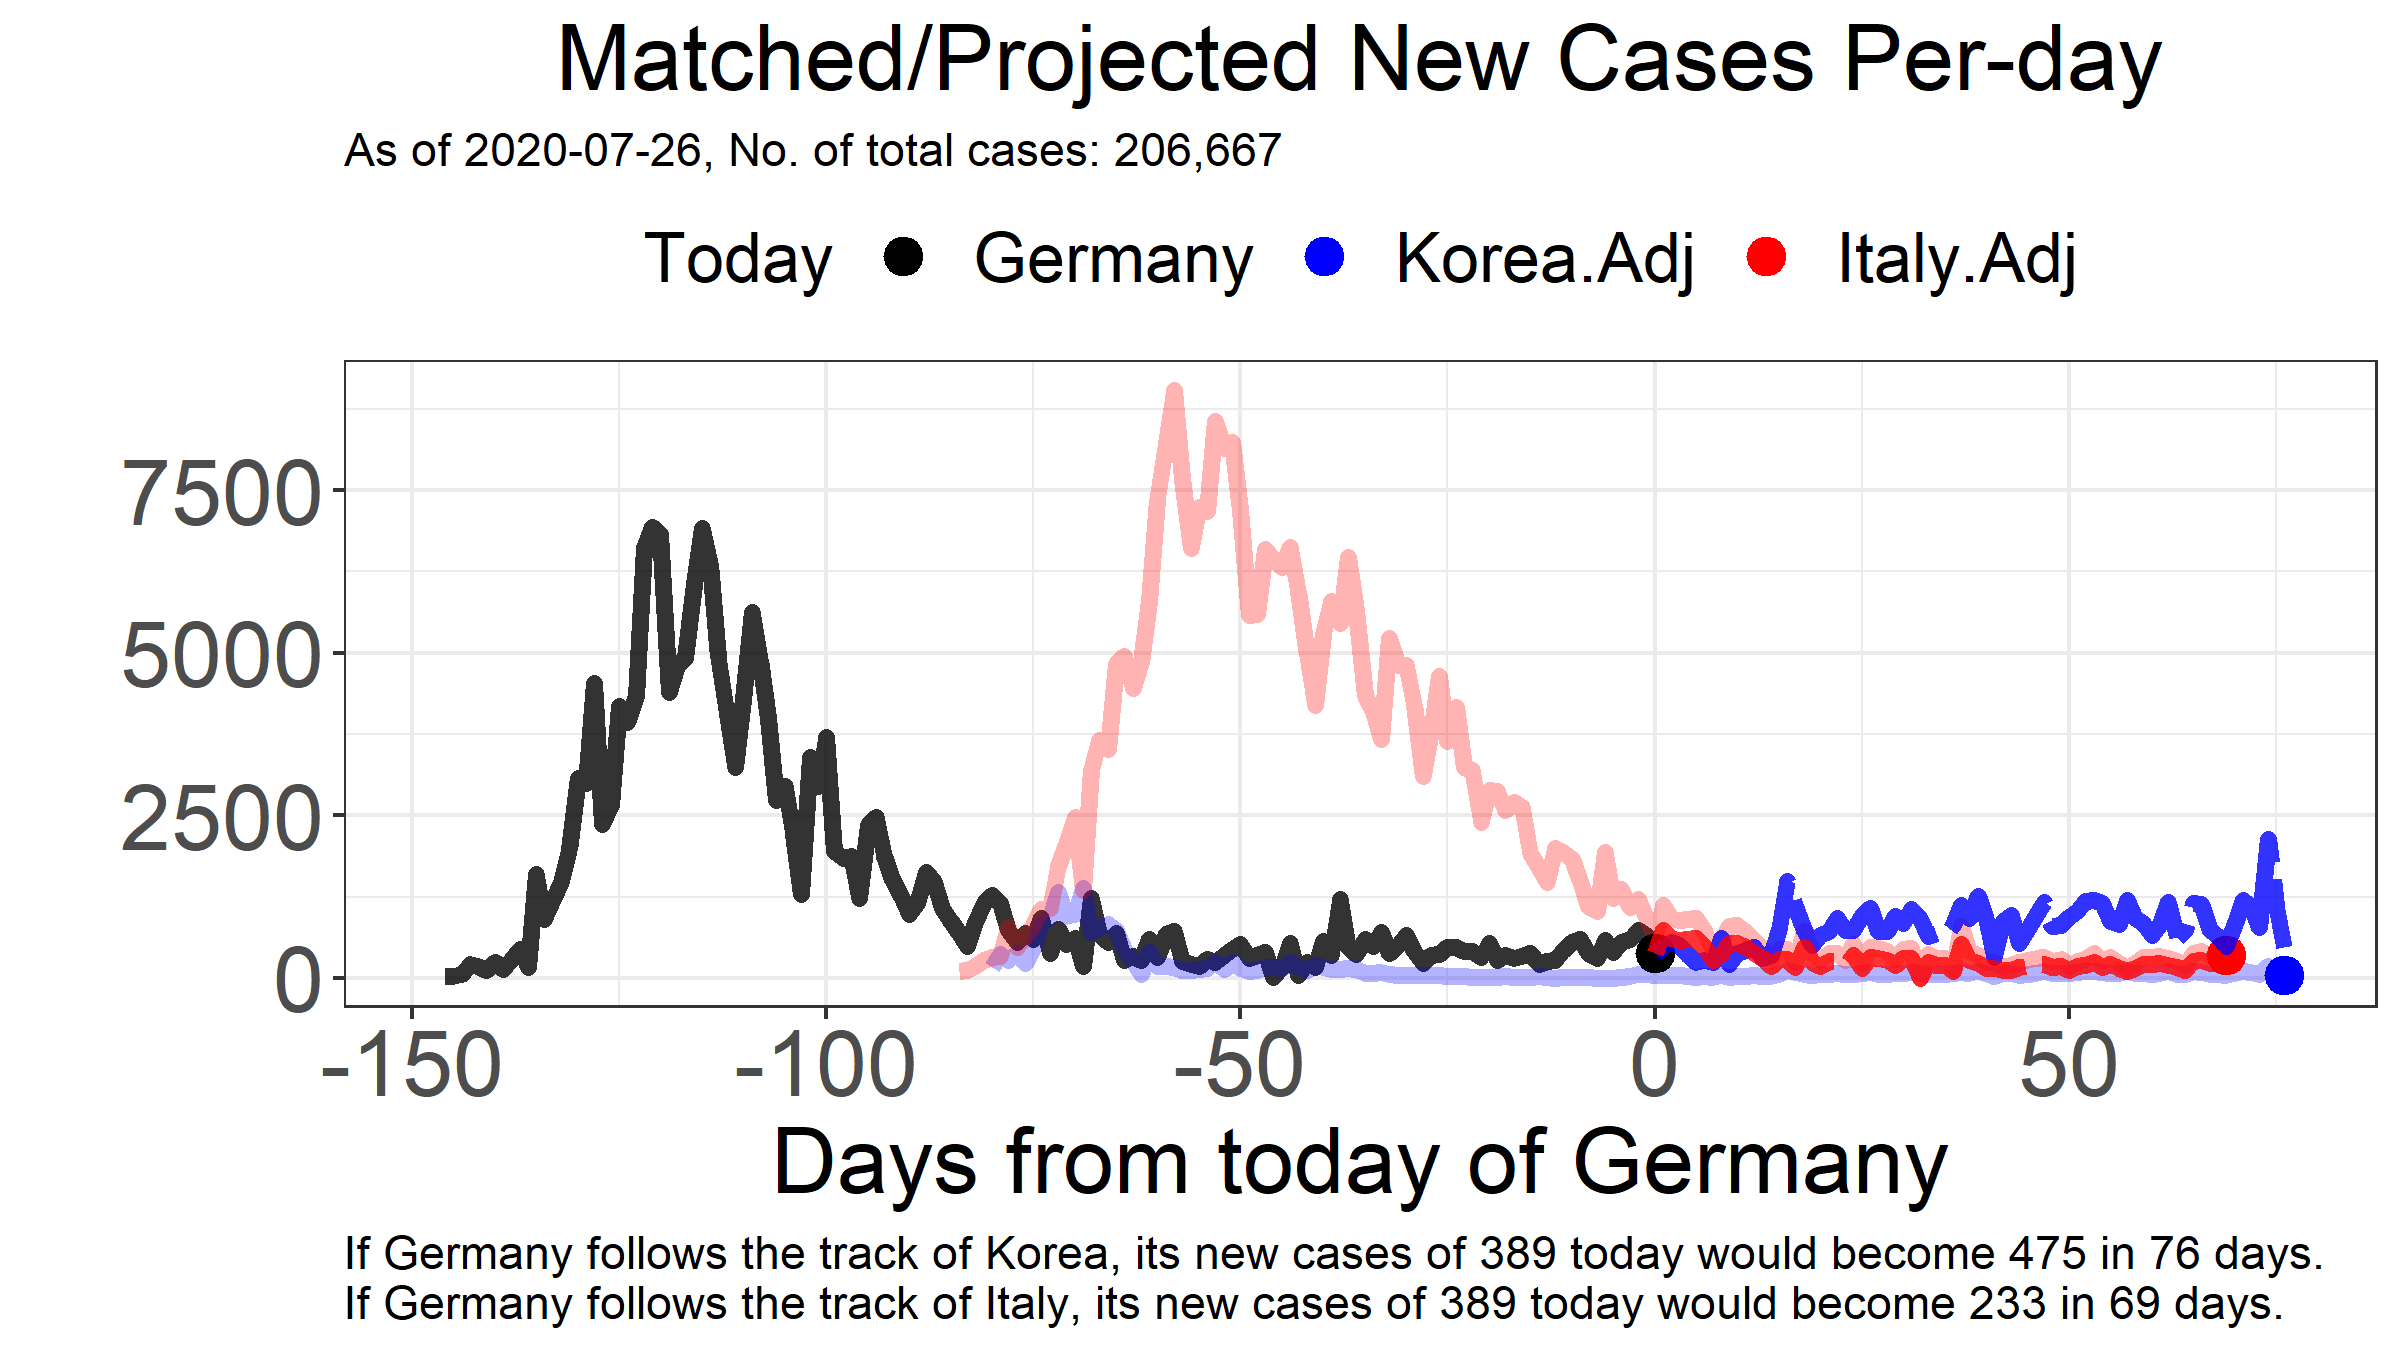 Matched/Projected New Cases Per-day
As of 2020-07-26, No. of total cases: 206,667
Today Germany Korea.Adj Italy.Adj
7500
5000
2500
0
-150 -100 -50 0 50
Days from today of Germany
If Germany follows the track of Korea, its new cases of 389 today would become 475 in 76 days.
If Germany follows the track of Italy, its new cases of 389 today would become 233 in 69 days.